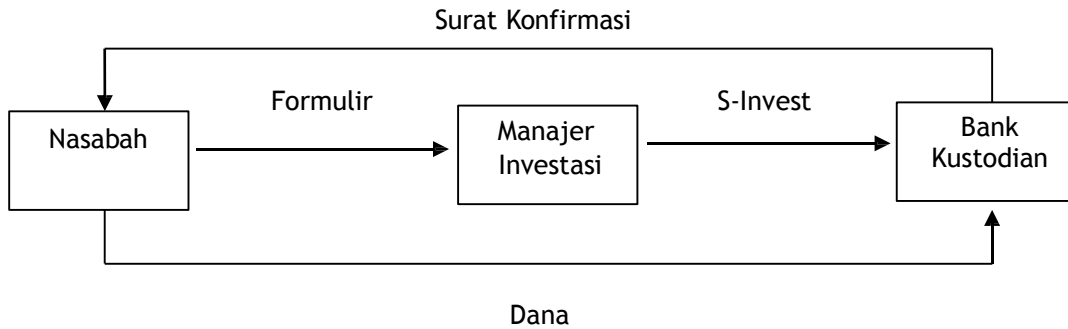 Surat Konfirmasi
Formulir
S-Invest
Nasabah
Manajer
Investasi
Bank
Kustodian
Dana